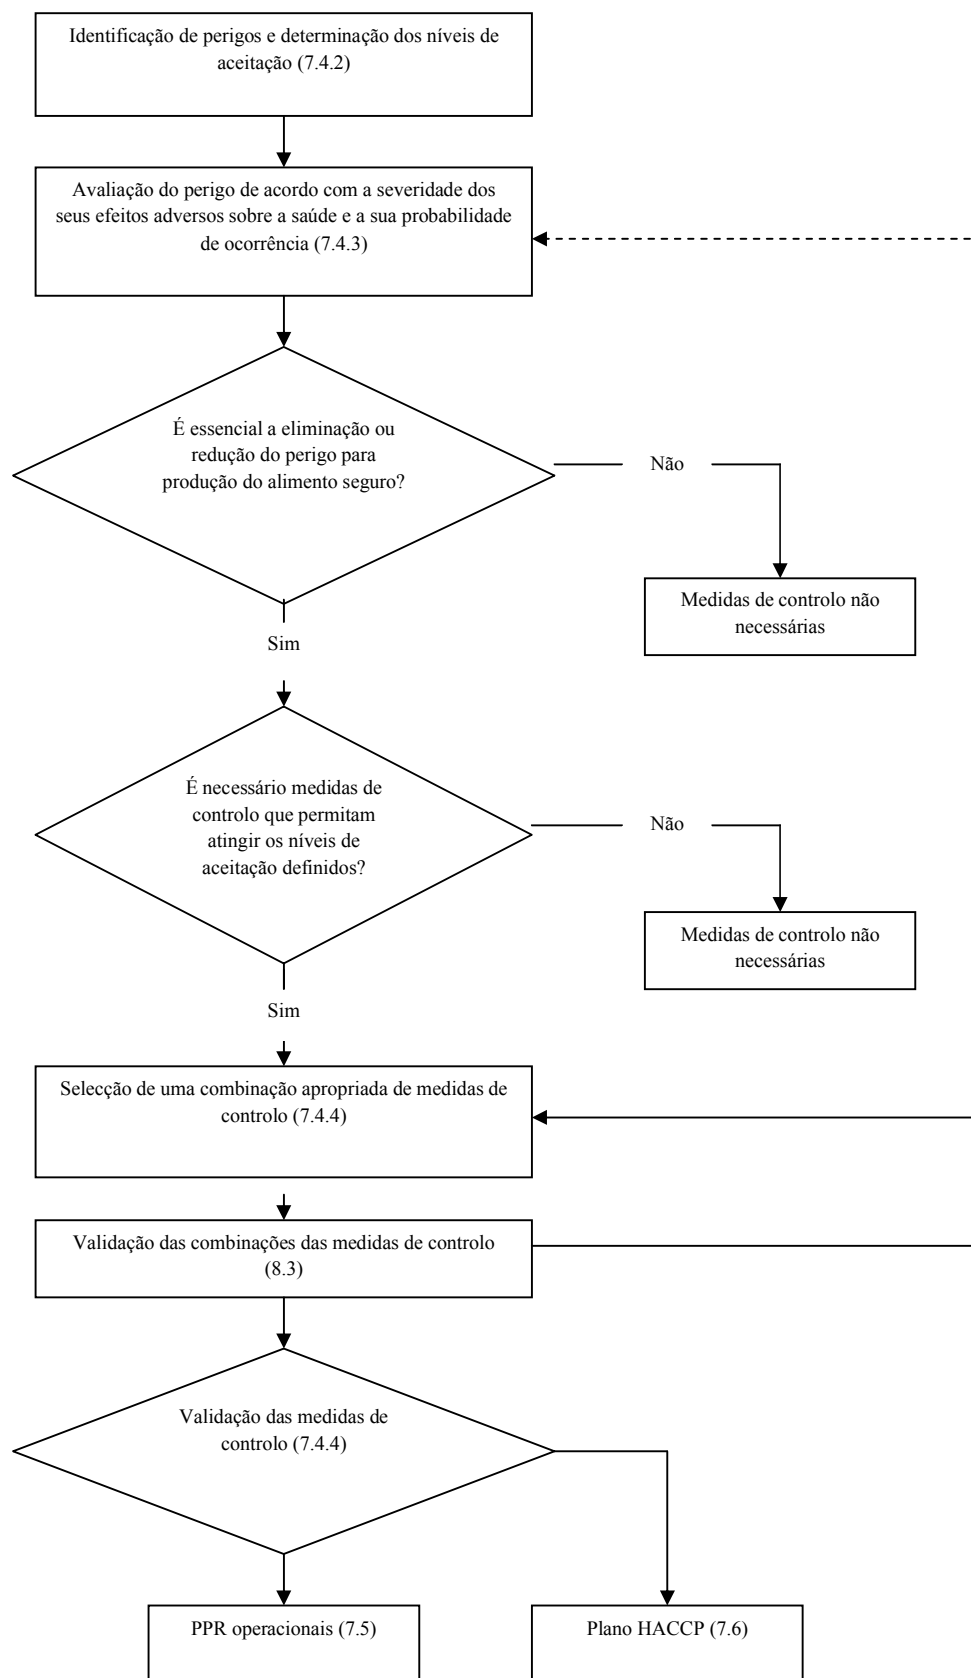 Identificação de perigos e determinação dos níveis de
aceitação (7.4.2)
Avaliação do perigo de acordo com a severidade dos
seus efeitos adversos sobre a saúde e a sua probabilidade
de ocorrência (7.4.3)
É essencial a eliminação ou
redução do perigo para
produção do alimento seguro?
Não
Medidas de controlo não
necessárias
Sim
É necessário medidas de
controlo que permitam
atingir os níveis de
aceitação definidos?
Não
Medidas de controlo não
necessárias
Sim
Selecção de uma combinação apropriada de medidas de
controlo (7.4.4)
Validação das combinações das medidas de controlo
(8.3)
Validação das medidas de
controlo (7.4.4)
PPR operacionais (7.5)
Plano HACCP (7.6)